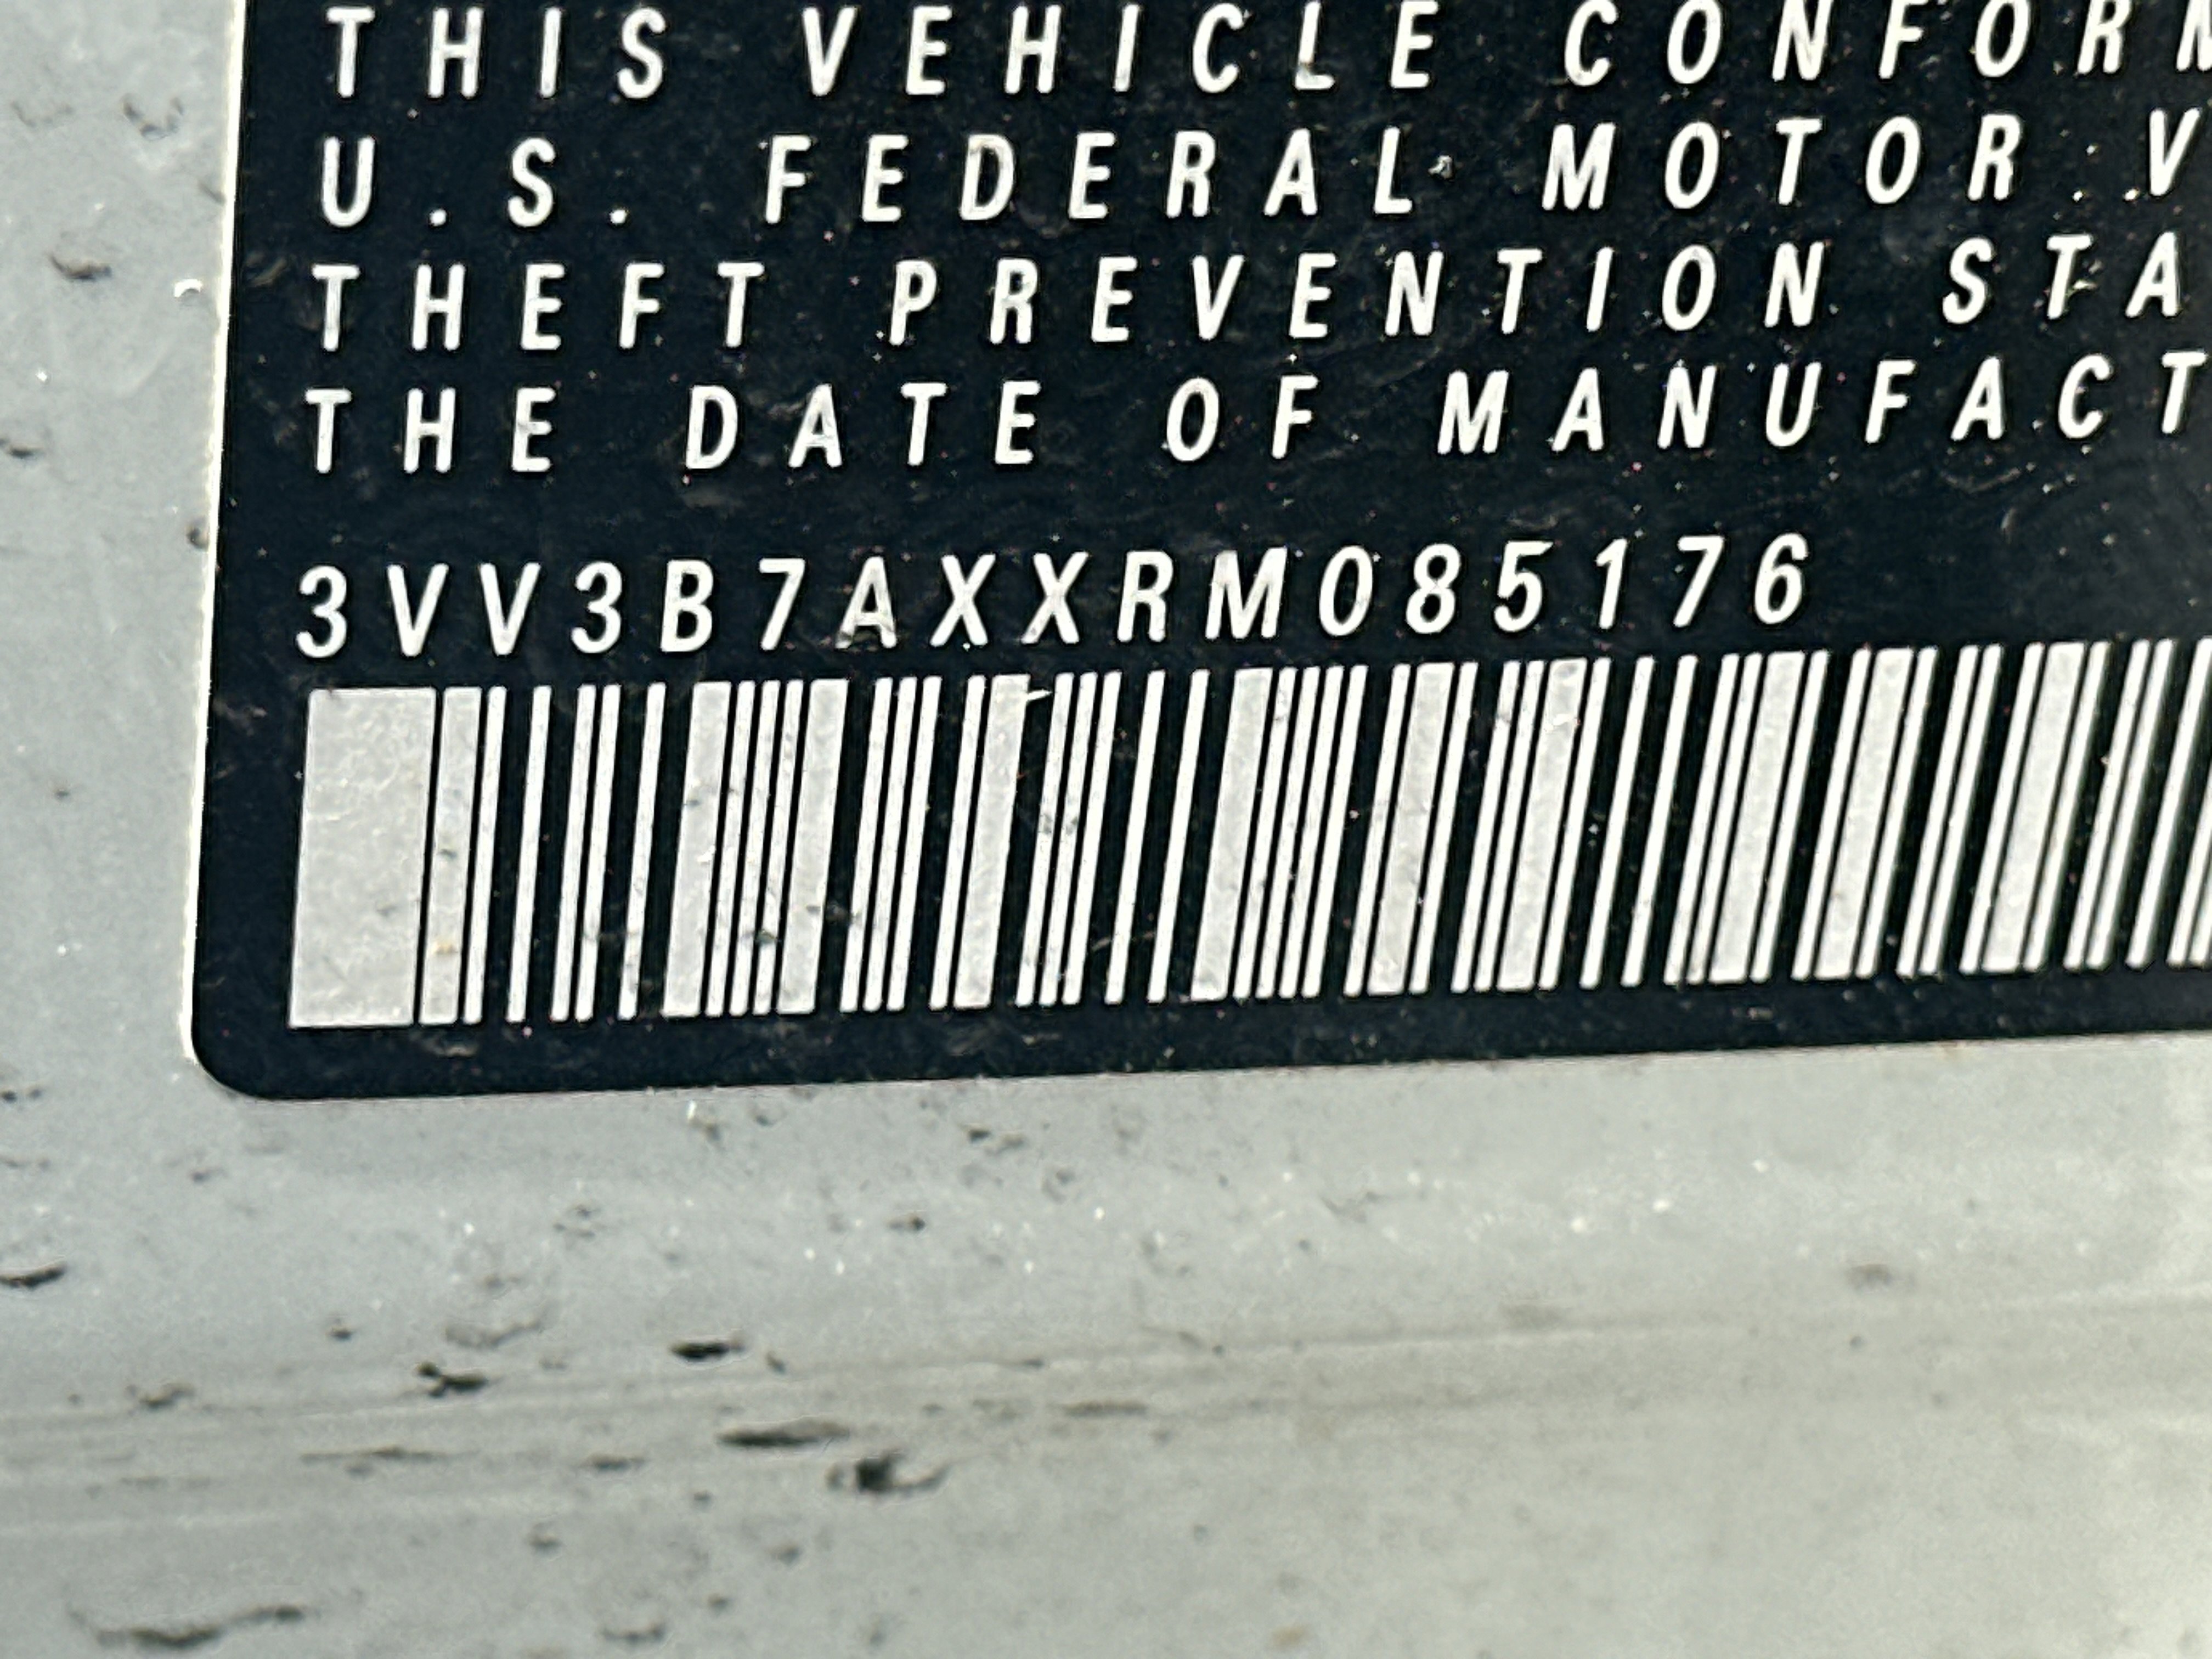 THIS VEHICLE CONFOR
U.S. FEDERAL MOTOR V
THEFT PREVENTION STA
THE DATE OF MANUFACT
3VV3B7AXXRM085176